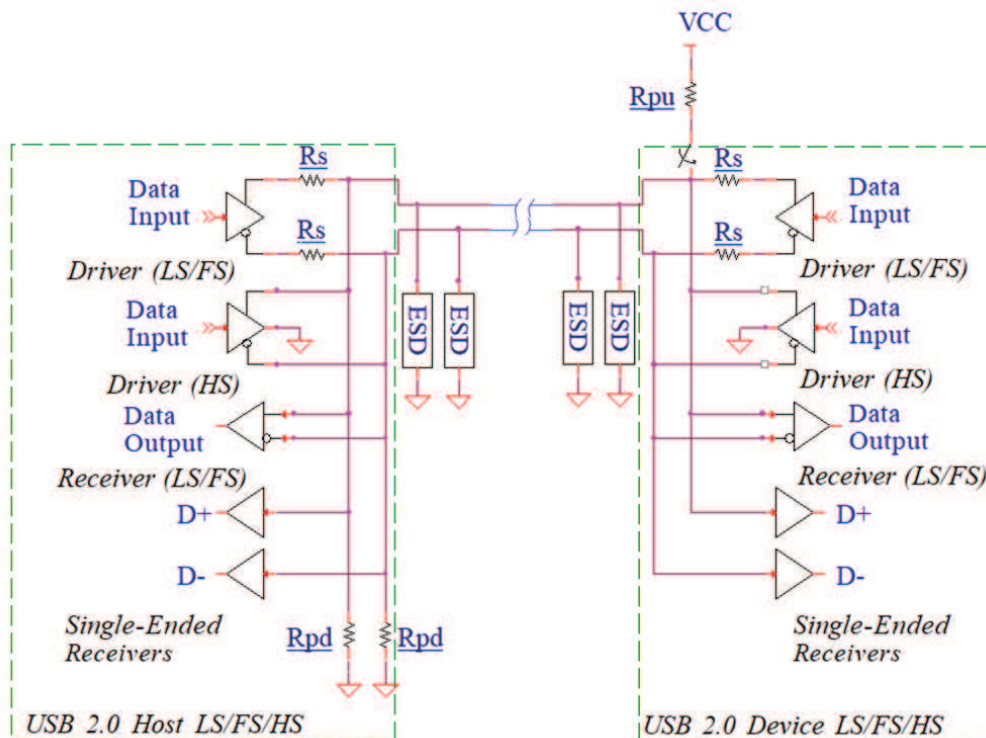 VCC
Rpu
Rs
Rs
Data
Input
Rs
Rs
Data
Input
Driver (LS/FS)
Driver (LS/FS)
Data
Input
ESD
ESD
ESD
ESD
Data
Input
Driver (HS)
Driver (HS)
Data
Output
Data
Output
Receiver (LS/FS)
Receiver (LS/FS)
D+
D+
D-
D-
Single-Ended
Receivers
Rpd
Rpd
Single-Ended
Receivers
USB 2.0 Host LS/FS/HS
USB 2.0 Device LS/FS/HS